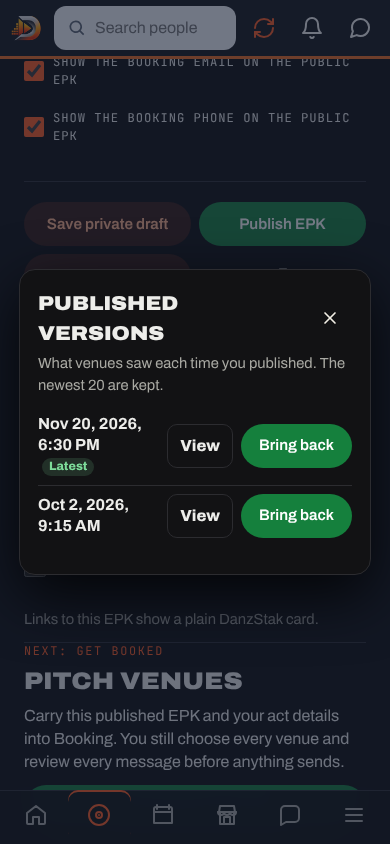 Search people
SHOW THE BOOKING EMAIL ON THE PUBLIC
EPK
SHOW THE BOOKING PHONE ON THE PUBLIC
EPK
Save private draft
Publish EPK
PUBLISHED
VERSIONS
What venues saw each time you published. The
newest 20 are kept.
Nov 20, 2026,
6:30 PM
Latest
View
Bring back
Oct 2, 2026,
9:15 AM
View
Bring back
Links to this EPK show a plain DanzStak card.
NEXT: GET BOOKED
PITCH VENUES
Carry this published EPK and your act details
into Booking. You still choose every venue and
review every message before anything sends.